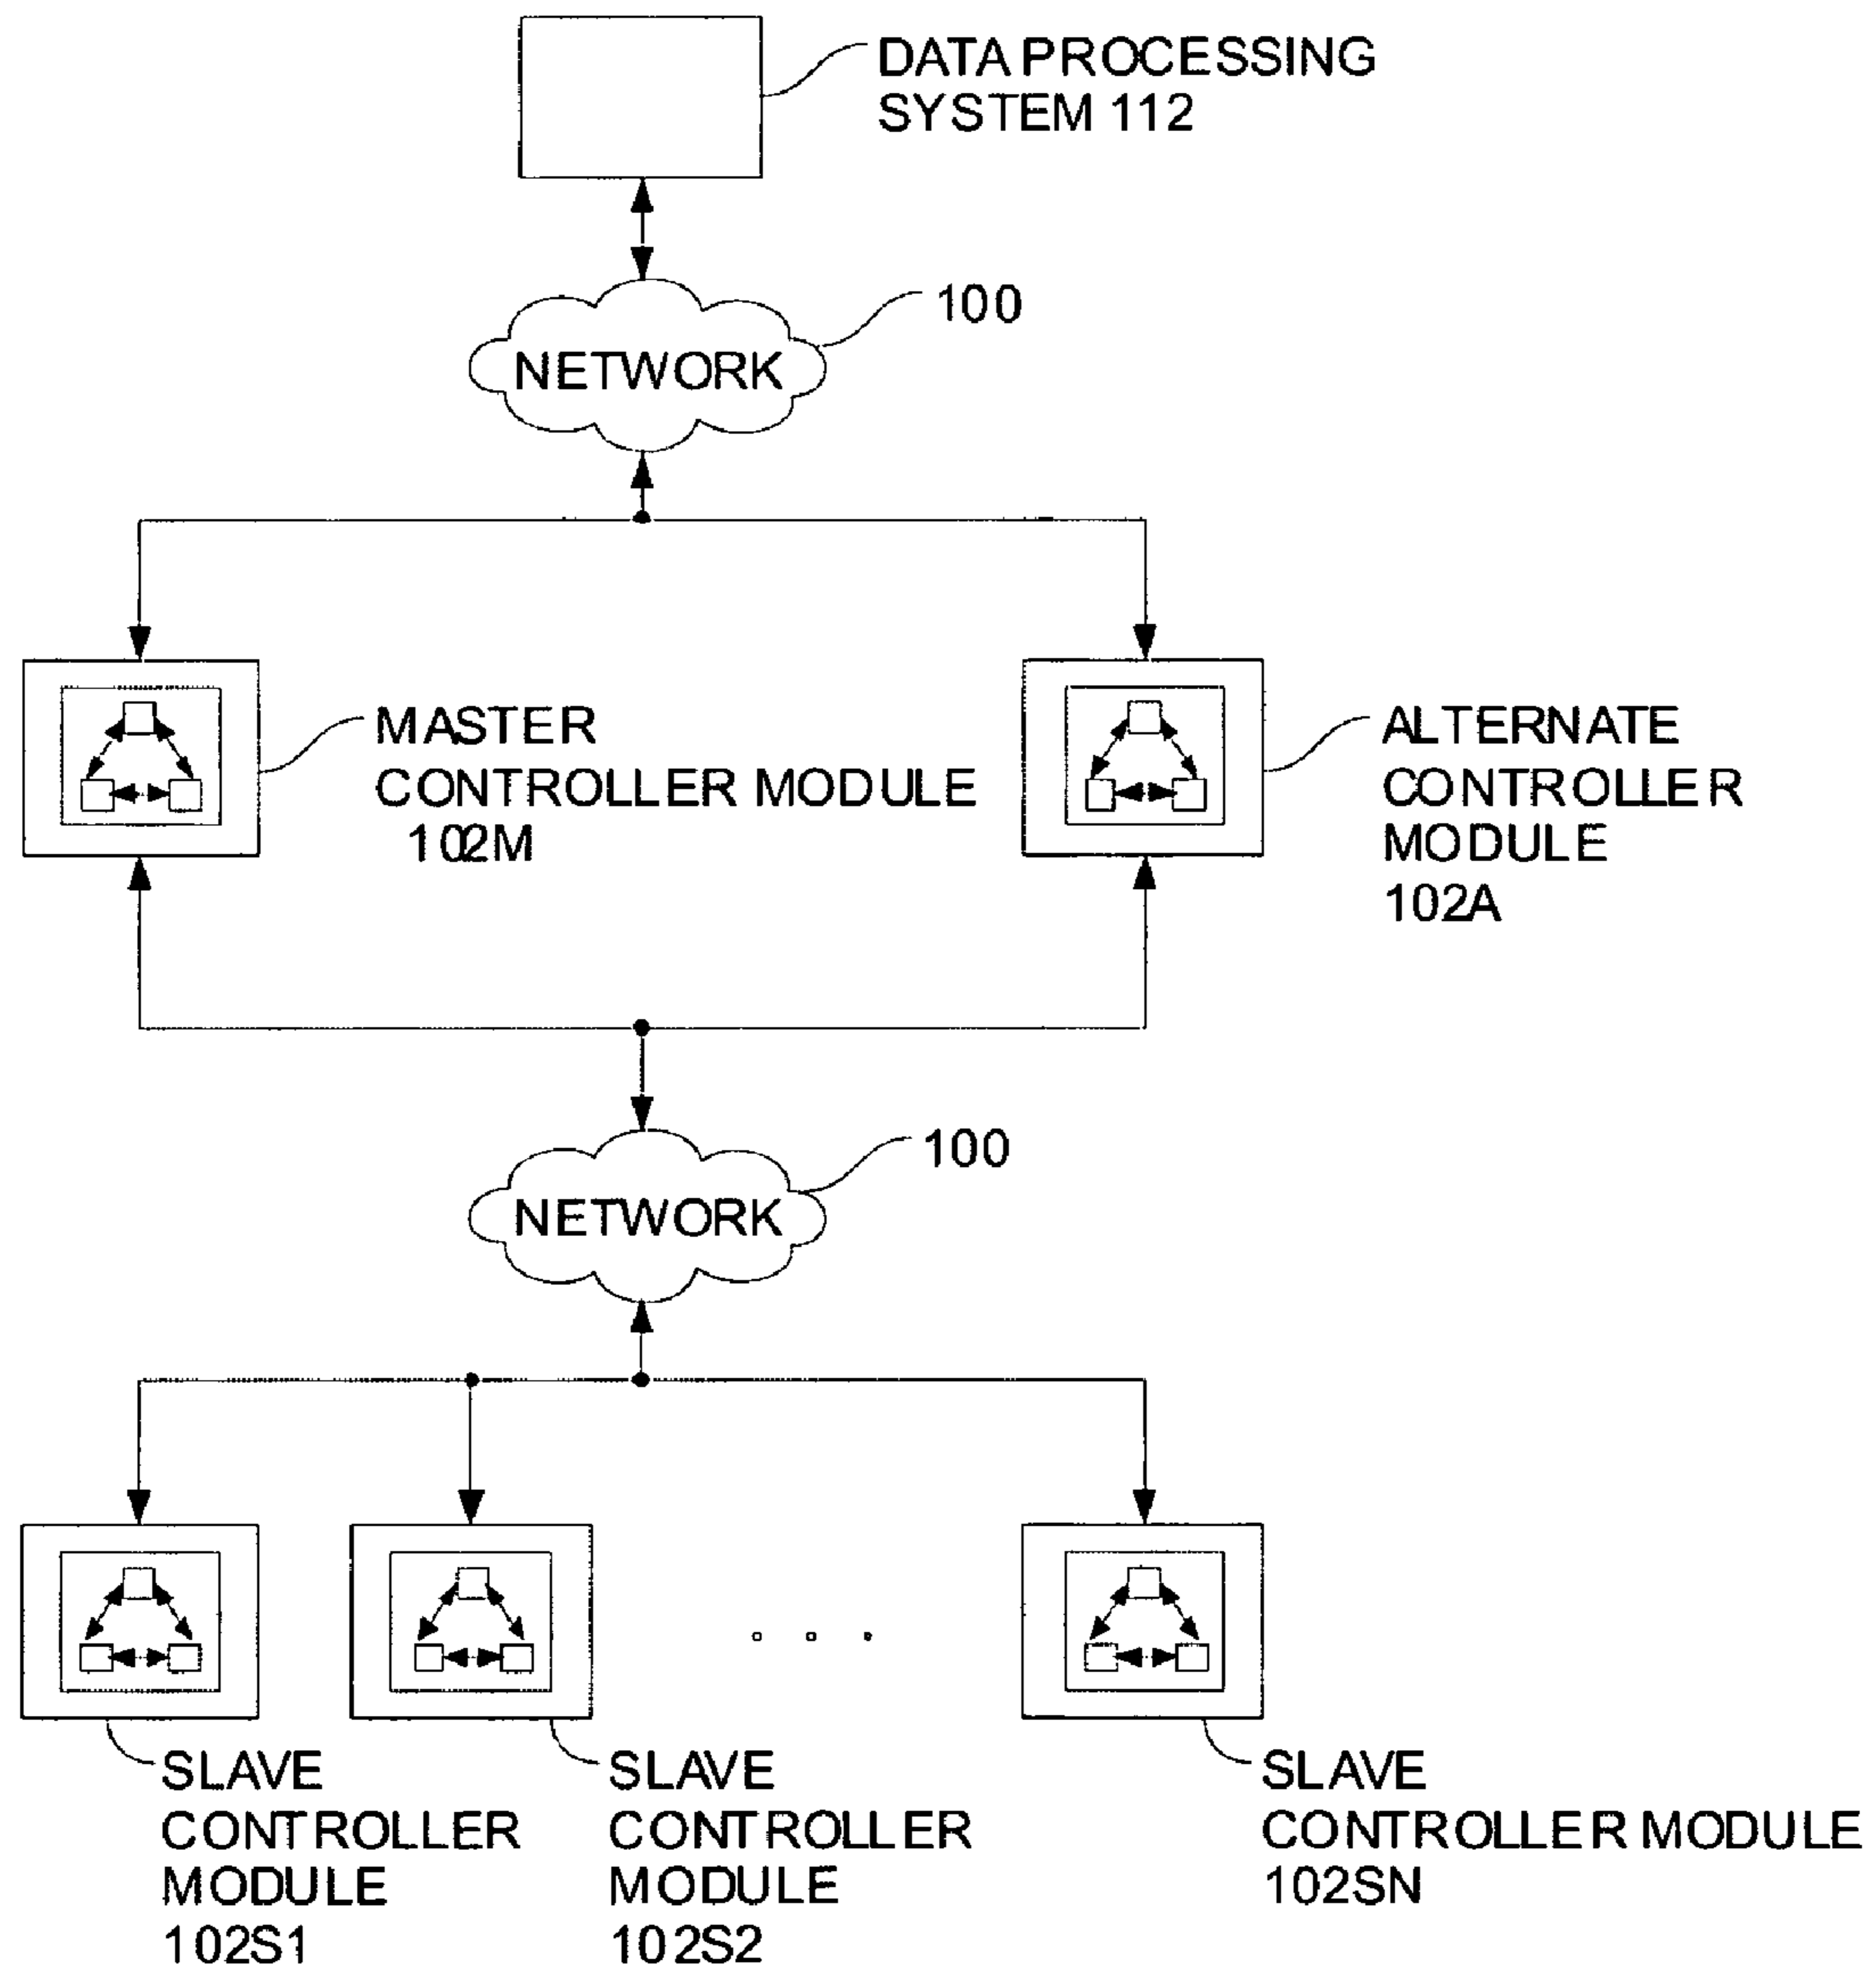 DATA PROCESSING
SYSTEM 112
100
NETWORK
MASTER
CONTROLLER MODULE
102M
ALTERNATE
CONTROLLER
MODULE
102A
100
NETWORK
SLAVE
CONTROLLER
MODULE
102S1
SLAVE
CONTROLLER
MODULE
102S2
SLAVE
CONTROLLER MODULE
102SN